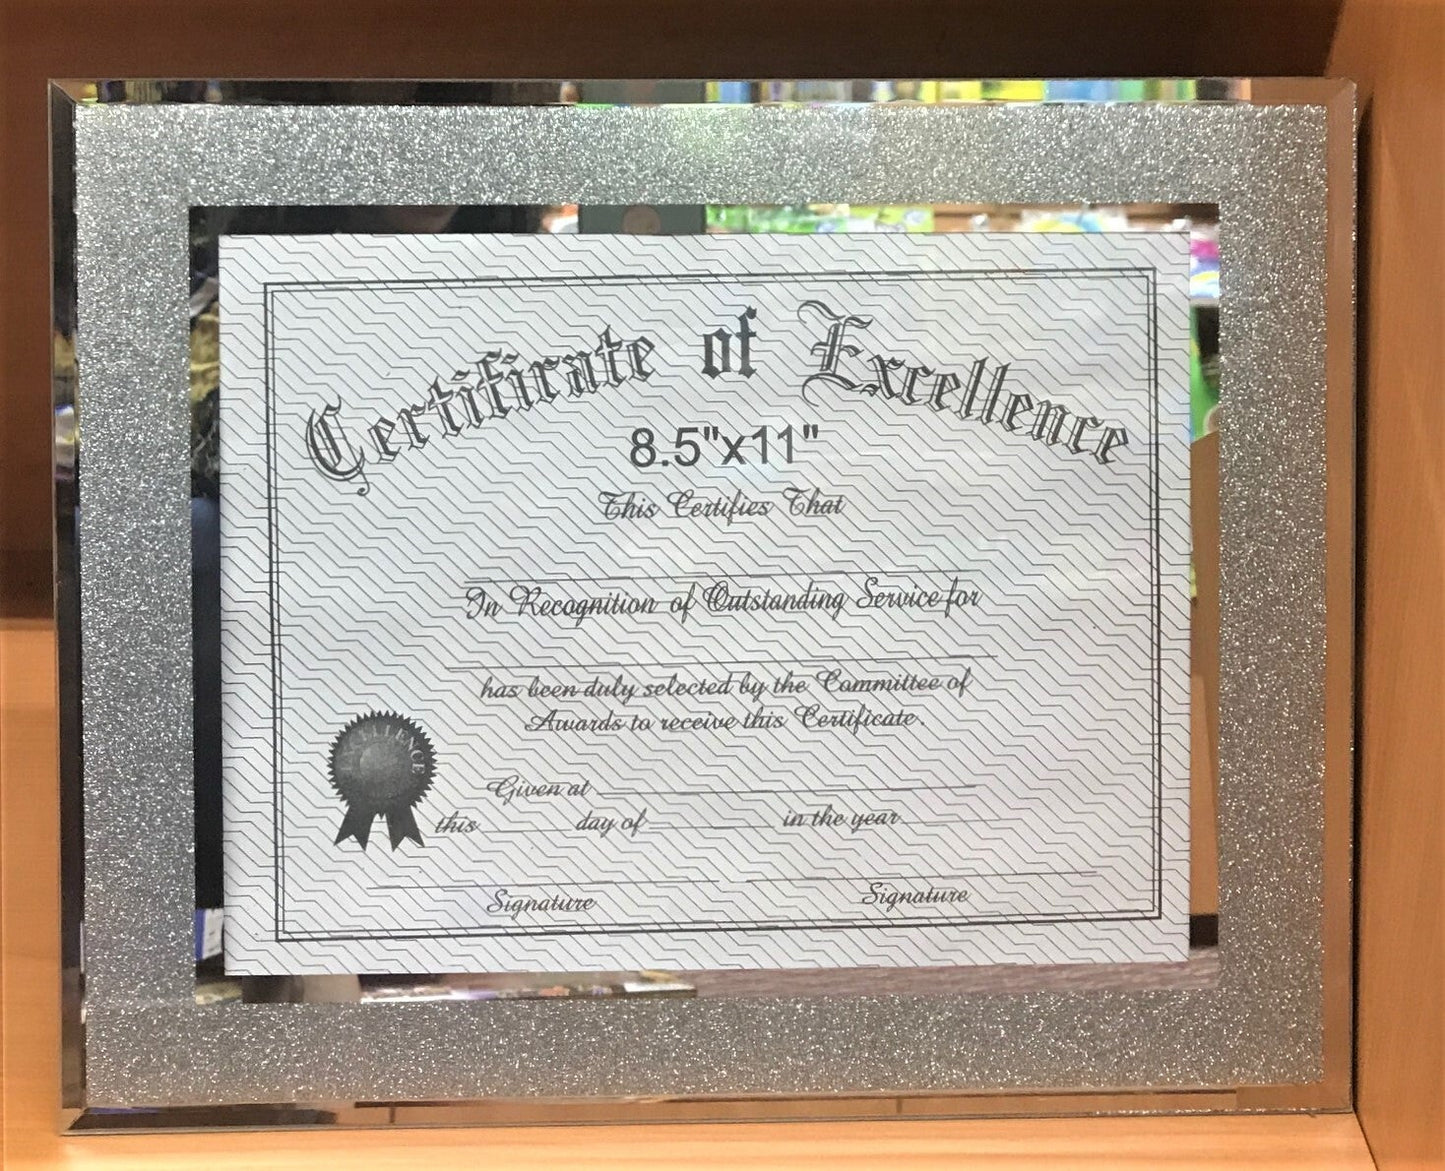 Certificate of Excellence
8.5"x11"
This Certifies That
In Recognition of Outstanding Service for
has been duly selected by the Committee of
Awards to receive this Certificate.
EXCELLENCE
Given at
this day of in the year
Signature Signature